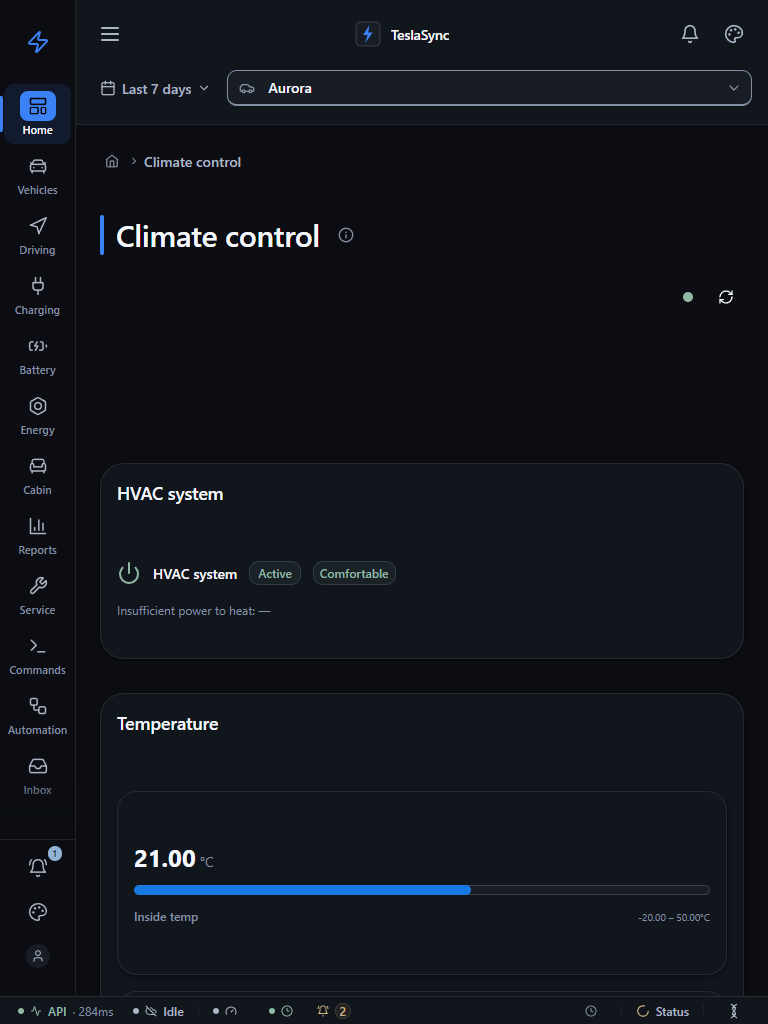 TeslaSync
Last 7 days
Aurora
Home
Vehicles
Driving
Charging
Battery
Energy
Cabin
Reports
Service
Commands
Automation
Inbox
1
Climate control
Climate control
HVAC system
HVAC system Active Comfortable
Insufficient power to heat: —
Temperature
21.00 °C
Inside temp -20.00 – 50.00°C
API · 284ms Idle 2 Status